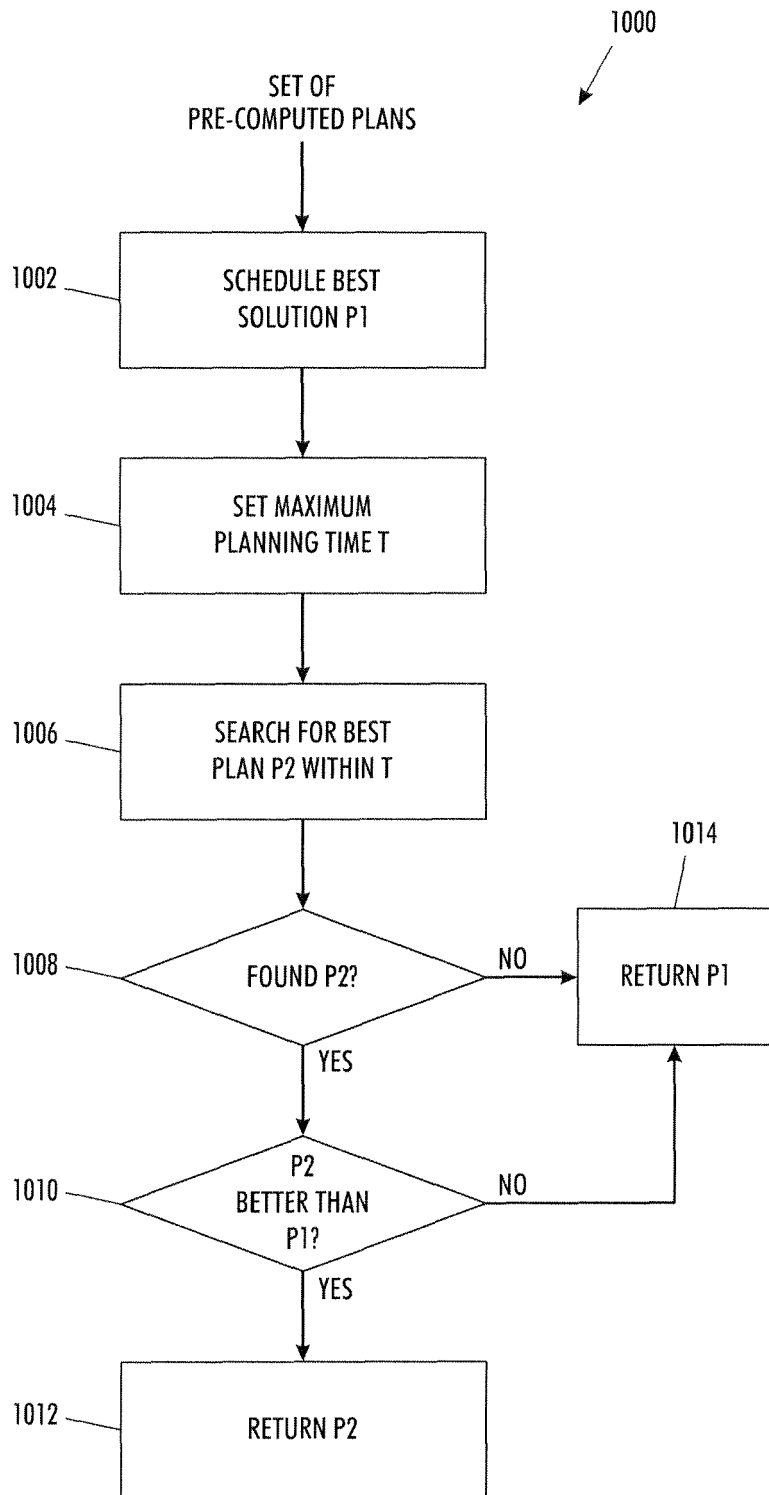 1000
SET OF
PRE-COMPUTED PLANS
1002
SCHEDULE BEST
SOLUTION P1
1004
SET MAXIMUM
PLANNING TIME T
1006
SEARCH FOR BEST
PLAN P2 WITHIN T
1014
1008
FOUND P2?
NO
RETURN P1
YES
1010
P2
BETTER THAN
P1?
NO
YES
1012
RETURN P2